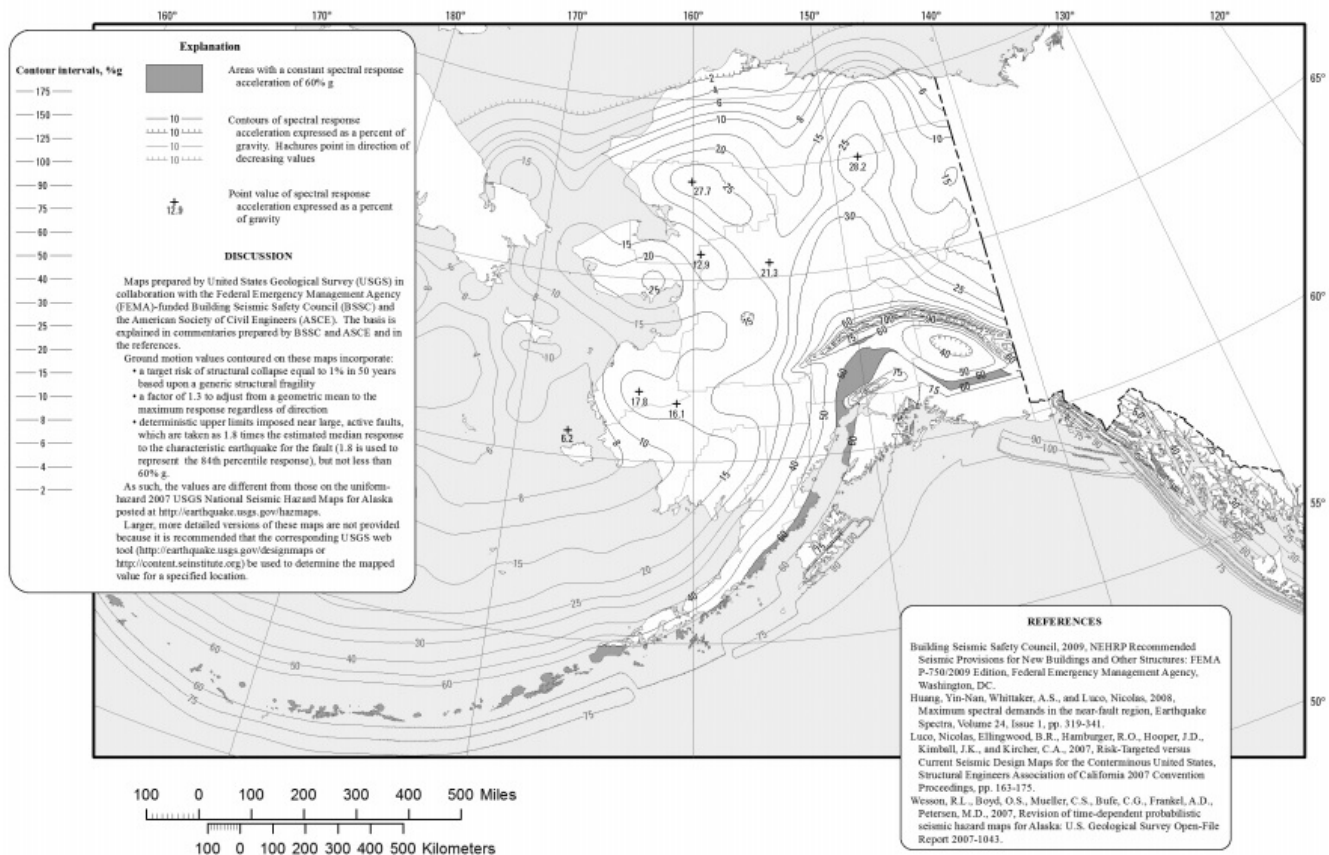 160° 170° 170° 160° 150° 140° 130° 120°
65°
60°
55°
50°
Explanation
Contour intervals, %g
175
150
125
100
90
75
60
50
40
30
25
20
15
10
8
6
4
2
Areas with a constant spectral response
acceleration of 60% g
10
10
10
10
Contours of spectral response
acceleration expressed as a percent of
gravity. Hachures point in direction of
decreasing values
12.9
Point value of spectral response
acceleration expressed as a percent
of gravity
DISCUSSION
Maps prepared by United States Geological Survey (USGS) in
collaboration with the Federal Emergency Management Agency
(FEMA)-funded Building Seismic Safety Council (BSSC) and
the American Society of Civil Engineers (ASCE). The basis is
explained in commentaries prepared by BSSC and ASCE and in
the references.
Ground motion values contoured on these maps incorporate:
• a target risk of structural collapse equal to 1% in 50 years
based upon a generic structural fragility
• a factor of 1.3 to adjust from a geometric mean to the
maximum response regardless of direction
• deterministic upper limits imposed near large, active faults,
which are taken as 1.8 times the estimated median response
to the characteristic earthquake for the fault (1.8 is used to
represent the 84th percentile response), but not less than
60% g.
As such, the values are different from those on the uniform-
hazard 2007 USGS National Seismic Hazard Maps for Alaska
posted at http://earthquake.usgs.gov/hazmaps.
Larger, more detailed versions of these maps are not provided
because it is recommended that the corresponding USGS web
tool (http://earthquake.usgs.gov/designmaps or
http://content.seinstitute.org) be used to determine the mapped
value for a specified location.
27.7
28.2
12.9
21.3
17.8
16.1
6.2
REFERENCES
Building Seismic Safety Council, 2009, NEHRP Recommended
Seismic Provisions for New Buildings and Other Structures: FEMA
P-750/2009 Edition, Federal Emergency Management Agency,
Washington, DC.
Huang, Yin-Nan, Whittaker, A.S., and Luco, Nicolas, 2008,
Maximum spectral demands in the near-fault region, Earthquake
Spectra, Volume 24, Issue 1, pp. 319-341.
Luco, Nicolas, Ellingwood, B.R., Hamburger, R.O., Hooper, J.D.,
Kimball, J.K., and Kircher, C.A., 2007, Risk-Targeted versus
Current Seismic Design Maps for the Conterminous United States,
Structural Engineers Association of California 2007 Convention
Proceedings, pp. 163-175.
Wesson, R.L., Boyd, O.S., Mueller, C.S., Bufe, C.G., Frankel, A.D.,
Petersen, M.D., 2007, Revision of time-dependent probabilistic
seismic hazard maps for Alaska: U.S. Geological Survey Open-File
Report 2007-1043.
100 0 100 200 300 400 500 Miles
100 0 100 200 300 400 500 Kilometers